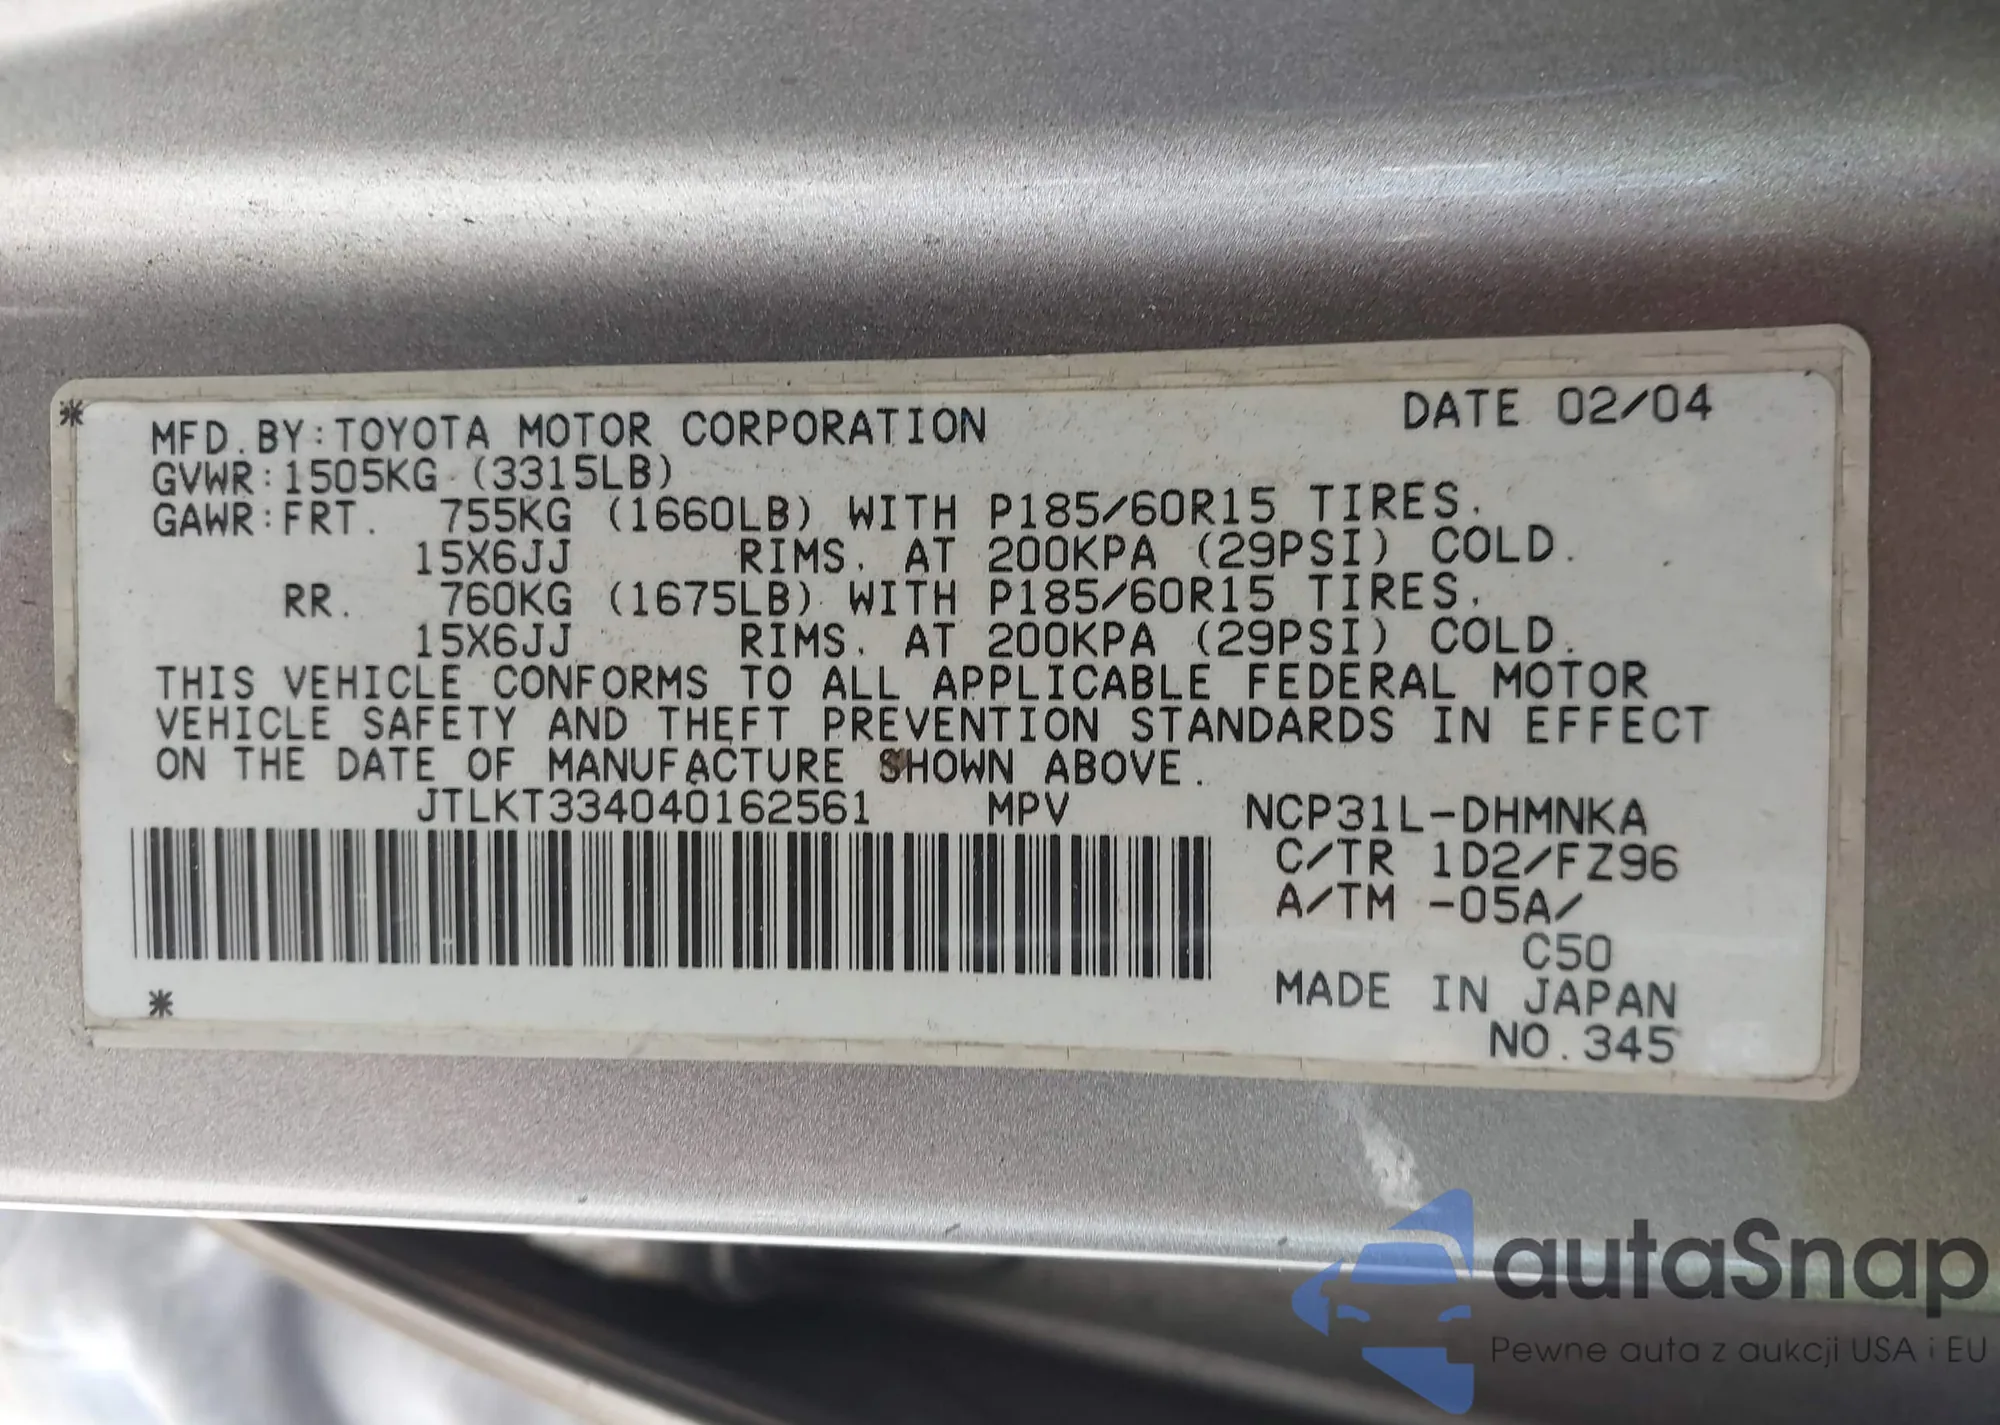 * MFD.BY:TOYOTA MOTOR CORPORATION DATE 02/04
GVWR:1505KG (3315LB)
GAWR:FRT. 755KG (1660LB) WITH P185/60R15 TIRES.
15X6JJ RIMS. AT 200KPA (29PSI) COLD.
RR. 760KG (1675LB) WITH P185/60R15 TIRES.
15X6JJ RIMS. AT 200KPA (29PSI) COLD.
THIS VEHICLE CONFORMS TO ALL APPLICABLE FEDERAL MOTOR
VEHICLE SAFETY AND THEFT PREVENTION STANDARDS IN EFFECT
ON THE DATE OF MANUFACTURE SHOWN ABOVE.
JTLKT334040162561 MPV NCP31L-DHMNKA
C/TR 1D2/FZ96
A/TM -05A/
C50
* MADE IN JAPAN
NO.345
autaSnap
Pewne auta z aukcji USA i EU